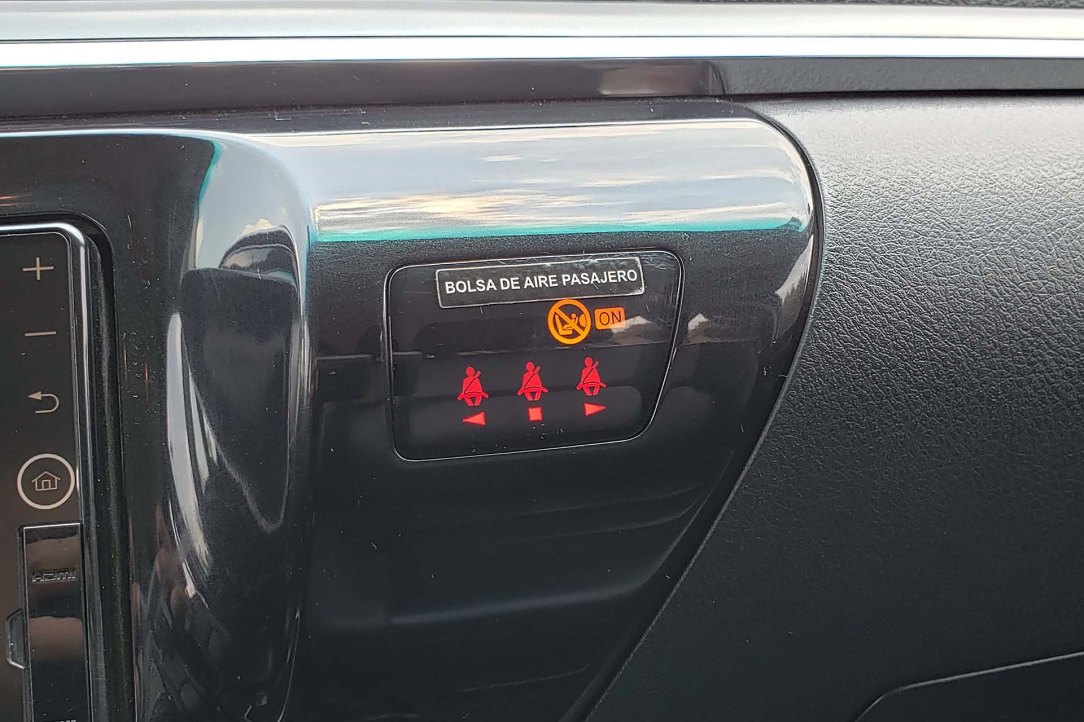 BOLSA DE AIRE PASAJERO
ON
HDMI